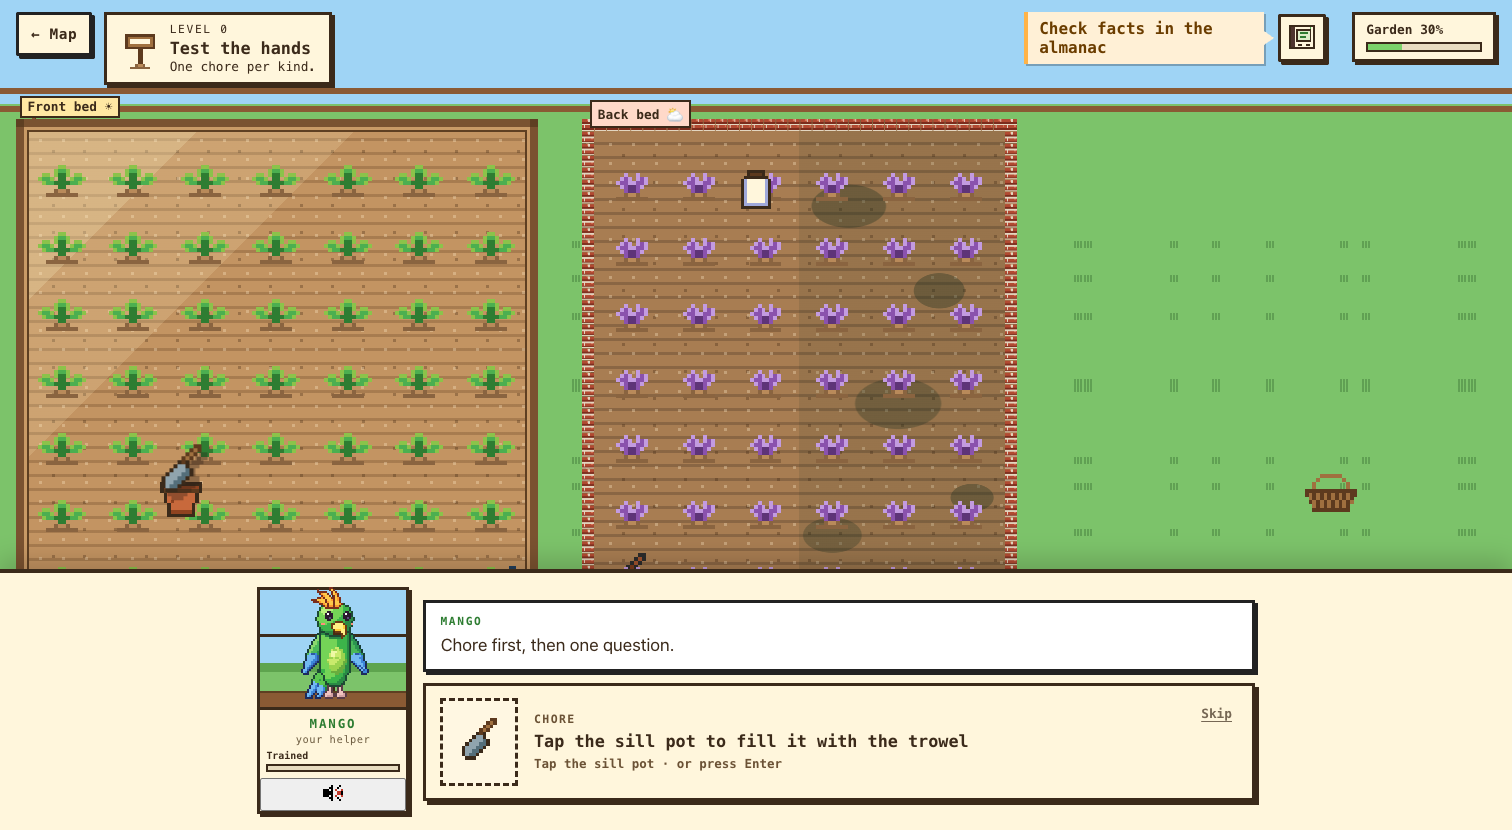 ← Map
LEVEL 0
Test the hands
One chore per kind.
Check facts in the
almanac
Garden 30%
Front bed ☀
Back bed ⛅
MANGO
Chore first, then one question.
MANGO
your helper
Trained
CHORE
Tap the sill pot to fill it with the trowel
Tap the sill pot · or press Enter
Skip